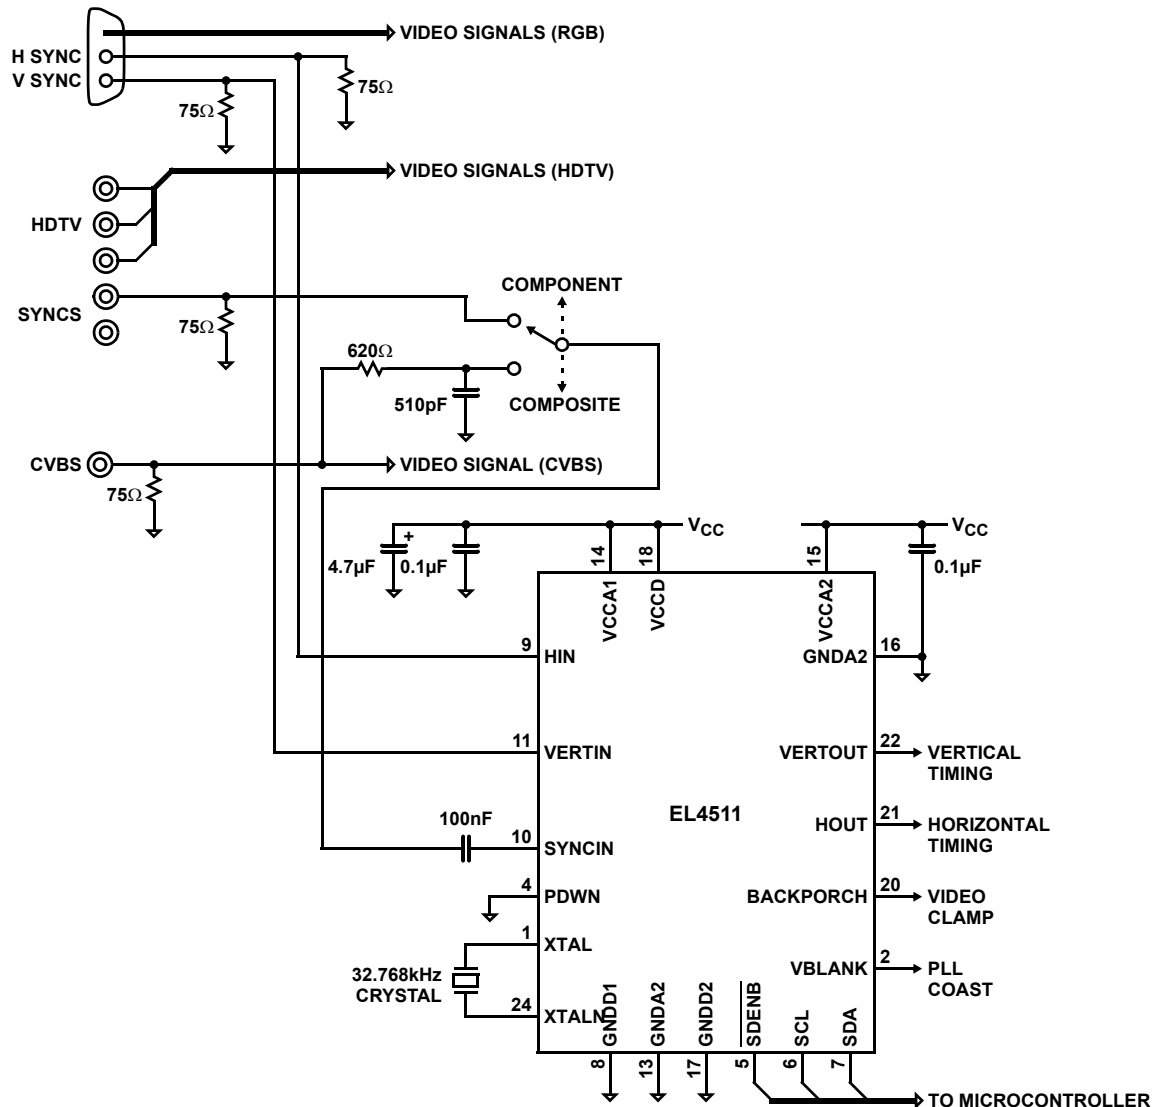 VIDEO SIGNALS (RGB)
H SYNC
V SYNC
75Ω
75Ω
VIDEO SIGNALS (HDTV)
HDTV
COMPONENT
SYNCS
75Ω
620Ω
510pF
COMPOSITE
CVBS
VIDEO SIGNAL (CVBS)
75Ω
+
4.7µF
0.1µF
VCC
14
18
15
VCC
0.1µF
VCCA1
VCCD
VCCA2
9
HIN
GNDA2
16
11
VERTIN
VERTOUT
22
VERTICAL
TIMING
EL4511
100nF
10
SYNCIN
HOUT
21
HORIZONTAL
TIMING
4
PDWN
BACKPORCH
20
VIDEO
CLAMP
1
XTAL
32.768kHz
CRYSTAL
24
XTALN
VBLANK
2
PLL
COAST
GNDD1
GNDA2
GNDD2
SDENB
SCL
SDA
8
13
17
5
6
7
TO MICROCONTROLLER